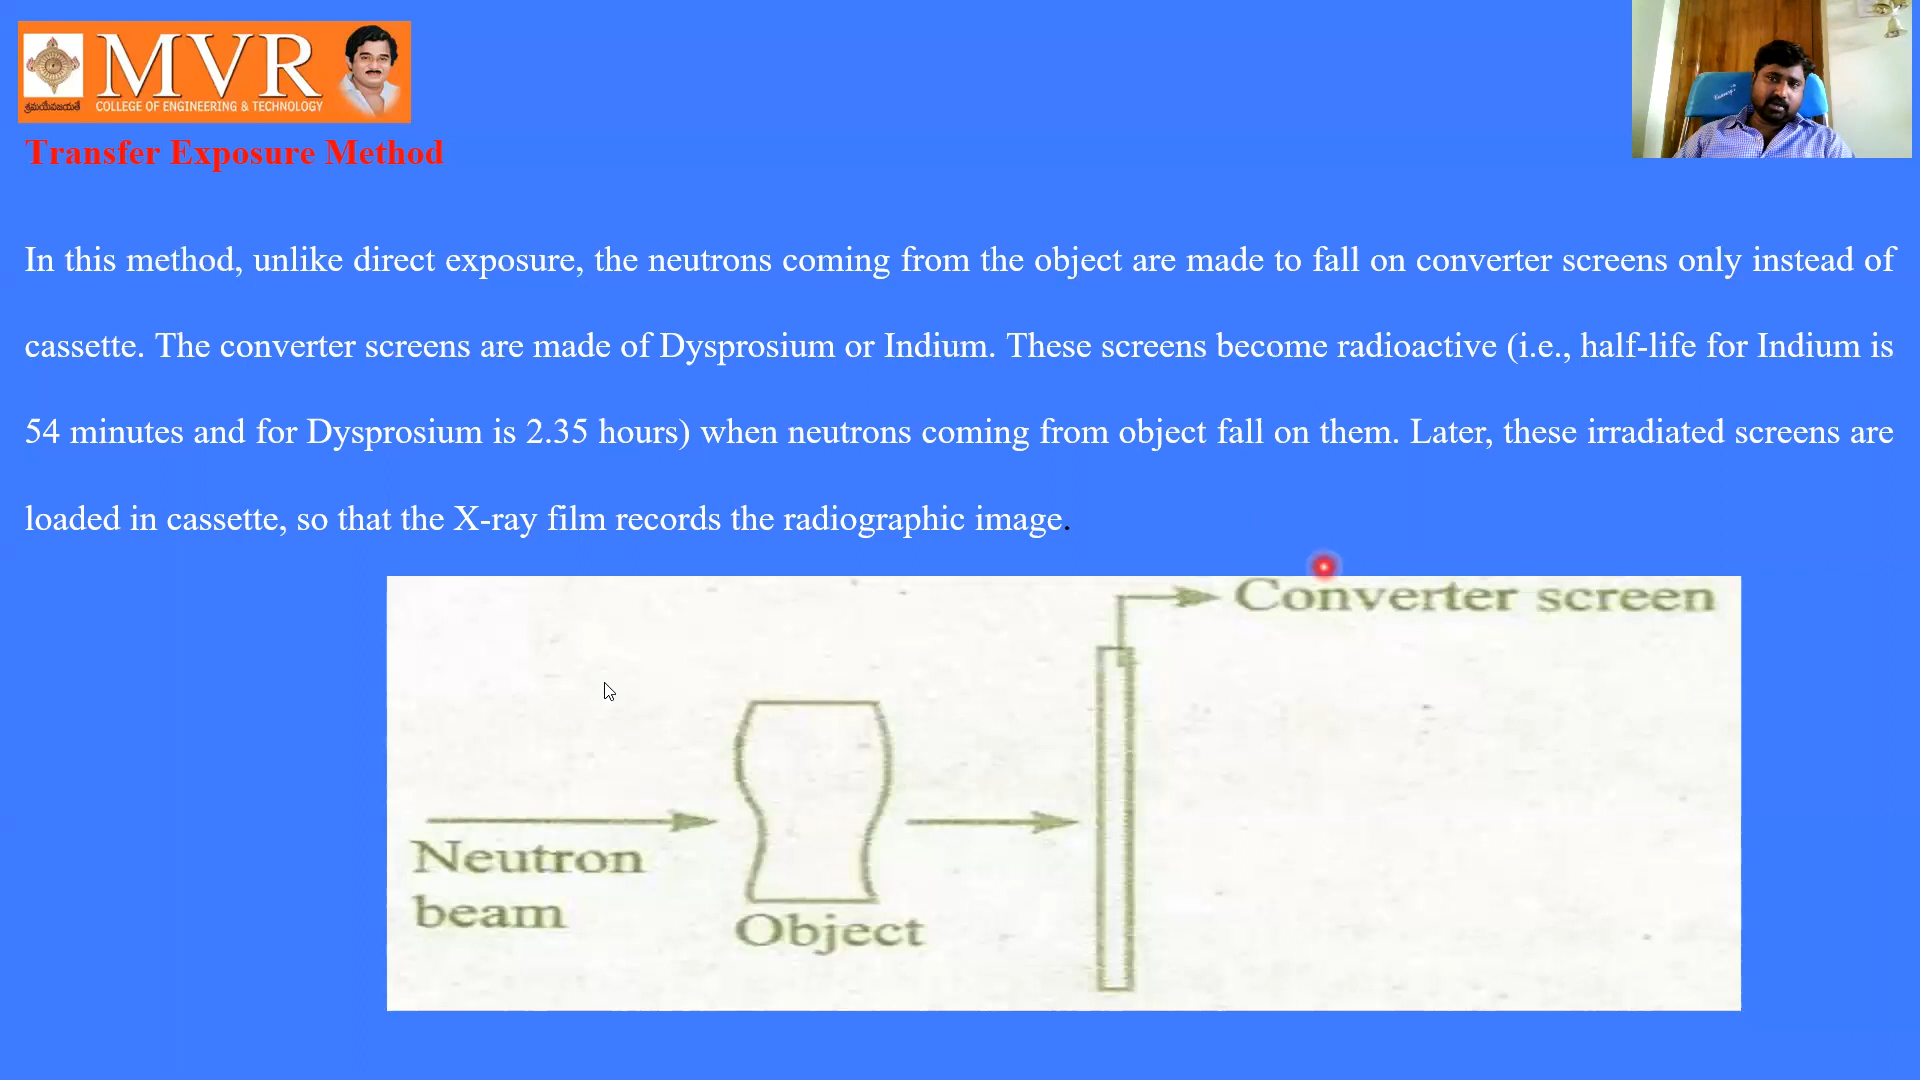 MVR
COLLEGE OF ENGINEERING & TECHNOLOGY
శ్రమయేవజయతే
Transfer Exposure Method
In this method, unlike direct exposure, the neutrons coming from the object are made to fall on converter screens only instead of
cassette. The converter screens are made of Dysprosium or Indium. These screens become radioactive (i.e., half-life for Indium is
54 minutes and for Dysprosium is 2.35 hours) when neutrons coming from object fall on them. Later, these irradiated screens are
loaded in cassette, so that the X-ray film records the radiographic image.
Converter screen
Neutron
beam
Object